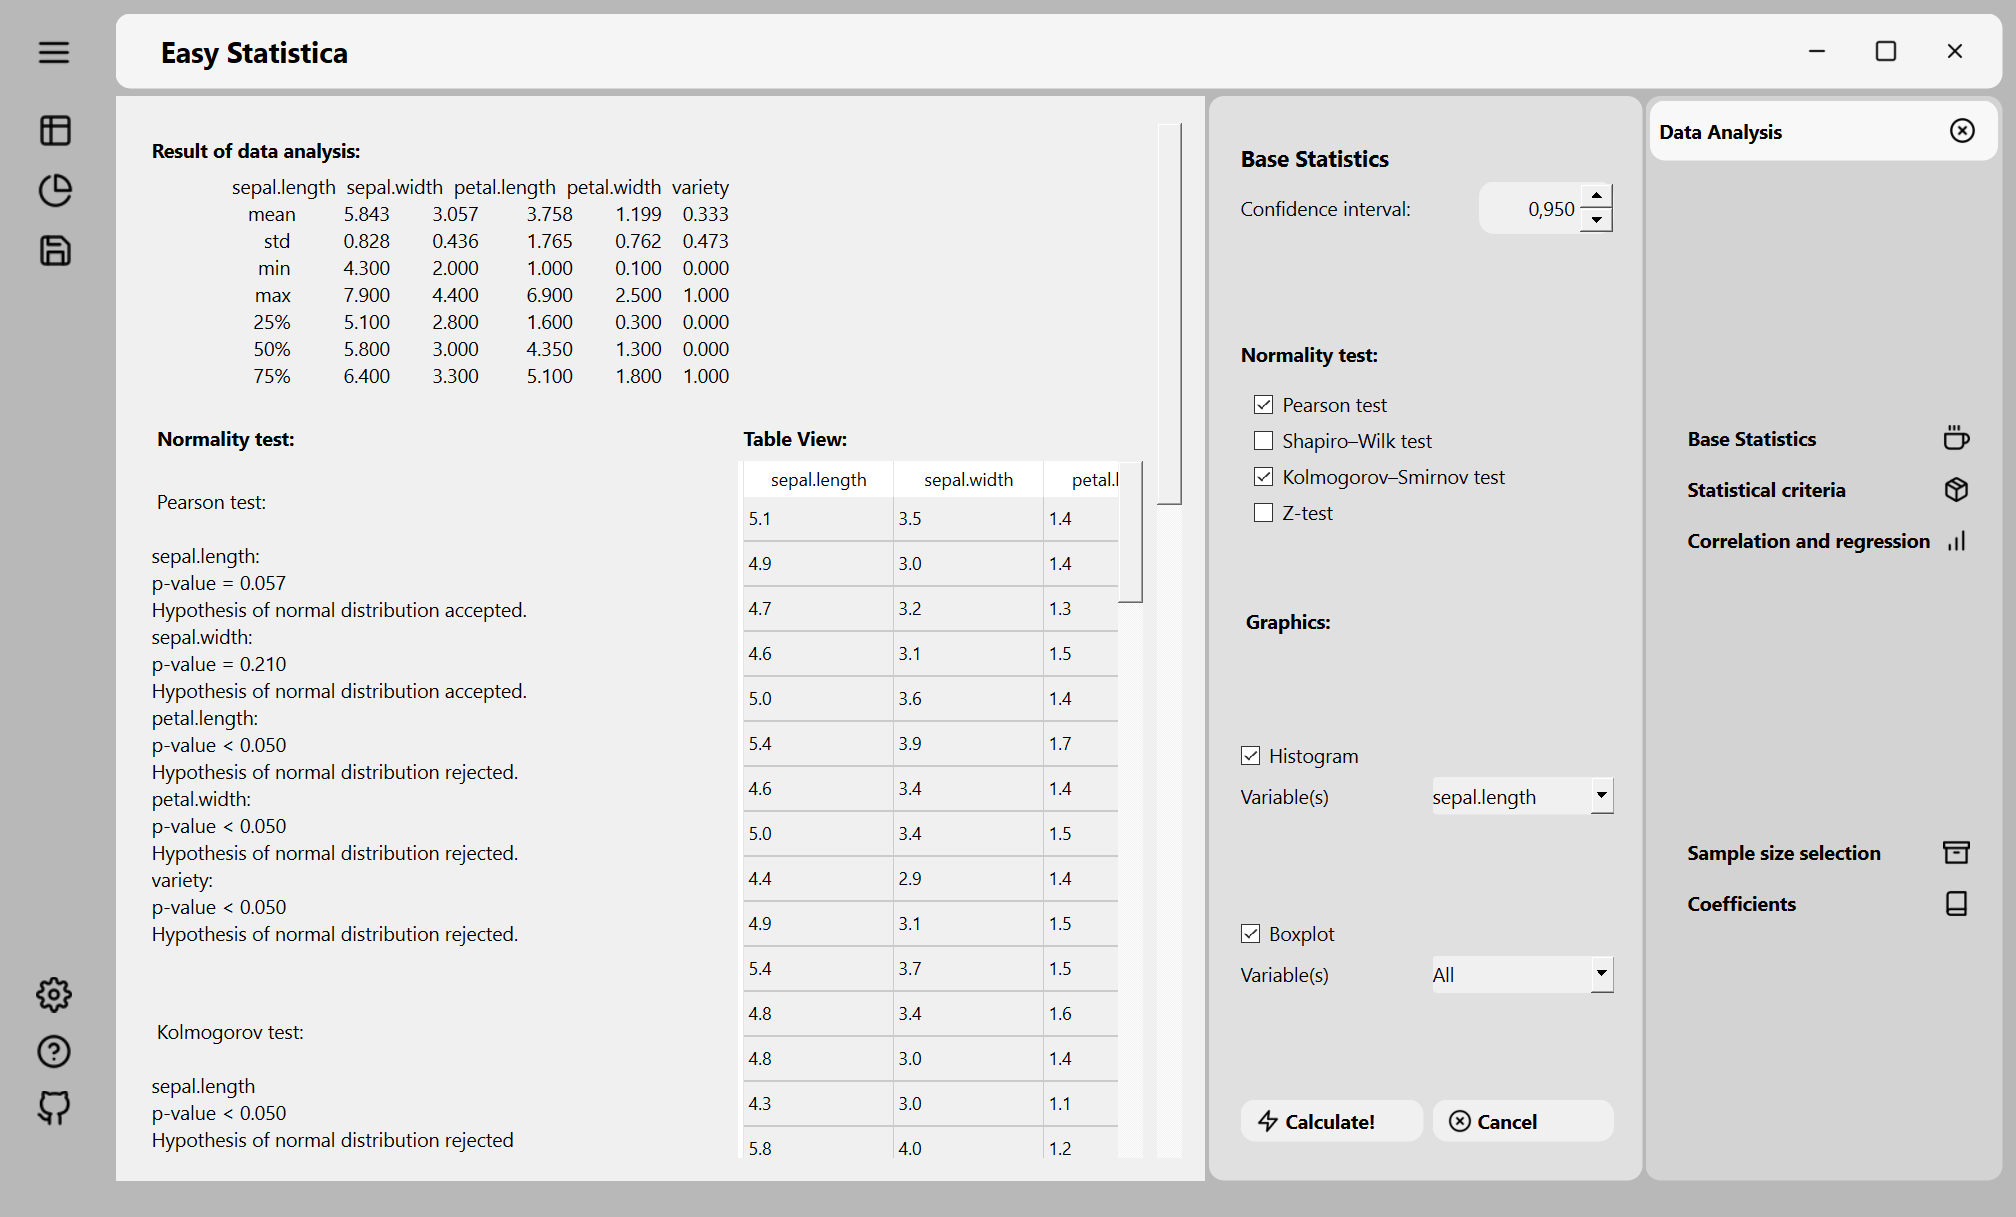 Easy Statistica
Result of data analysis:
sepal.length sepal.width petal.length petal.width variety
mean 5.843 3.057 3.758 1.199 0.333
std 0.828 0.436 1.765 0.762 0.473
min 4.300 2.000 1.000 0.100 0.000
max 7.900 4.400 6.900 2.500 1.000
25% 5.100 2.800 1.600 0.300 0.000
50% 5.800 3.000 4.350 1.300 0.000
75% 6.400 3.300 5.100 1.800 1.000
Normality test:
Pearson test:
sepal.length:
p-value = 0.057
Hypothesis of normal distribution accepted.
sepal.width:
p-value = 0.210
Hypothesis of normal distribution accepted.
petal.length:
p-value < 0.050
Hypothesis of normal distribution rejected.
petal.width:
p-value < 0.050
Hypothesis of normal distribution rejected.
variety:
p-value < 0.050
Hypothesis of normal distribution rejected.
Kolmogorov test:
sepal.length
p-value < 0.050
Hypothesis of normal distribution rejected
Table View:
sepal.length sepal.width petal.l
5.1 3.5 1.4
4.9 3.0 1.4
4.7 3.2 1.3
4.6 3.1 1.5
5.0 3.6 1.4
5.4 3.9 1.7
4.6 3.4 1.4
5.0 3.4 1.5
4.4 2.9 1.4
4.9 3.1 1.5
5.4 3.7 1.5
4.8 3.4 1.6
4.8 3.0 1.4
4.3 3.0 1.1
5.8 4.0 1.2
Base Statistics
Confidence interval: 0,950
Normality test:
Pearson test
Shapiro–Wilk test
Kolmogorov–Smirnov test
Z-test
Graphics:
Histogram
Variable(s) sepal.length
Boxplot
Variable(s) All
Calculate! Cancel
Data Analysis
Base Statistics
Statistical criteria
Correlation and regression
Sample size selection
Coefficients